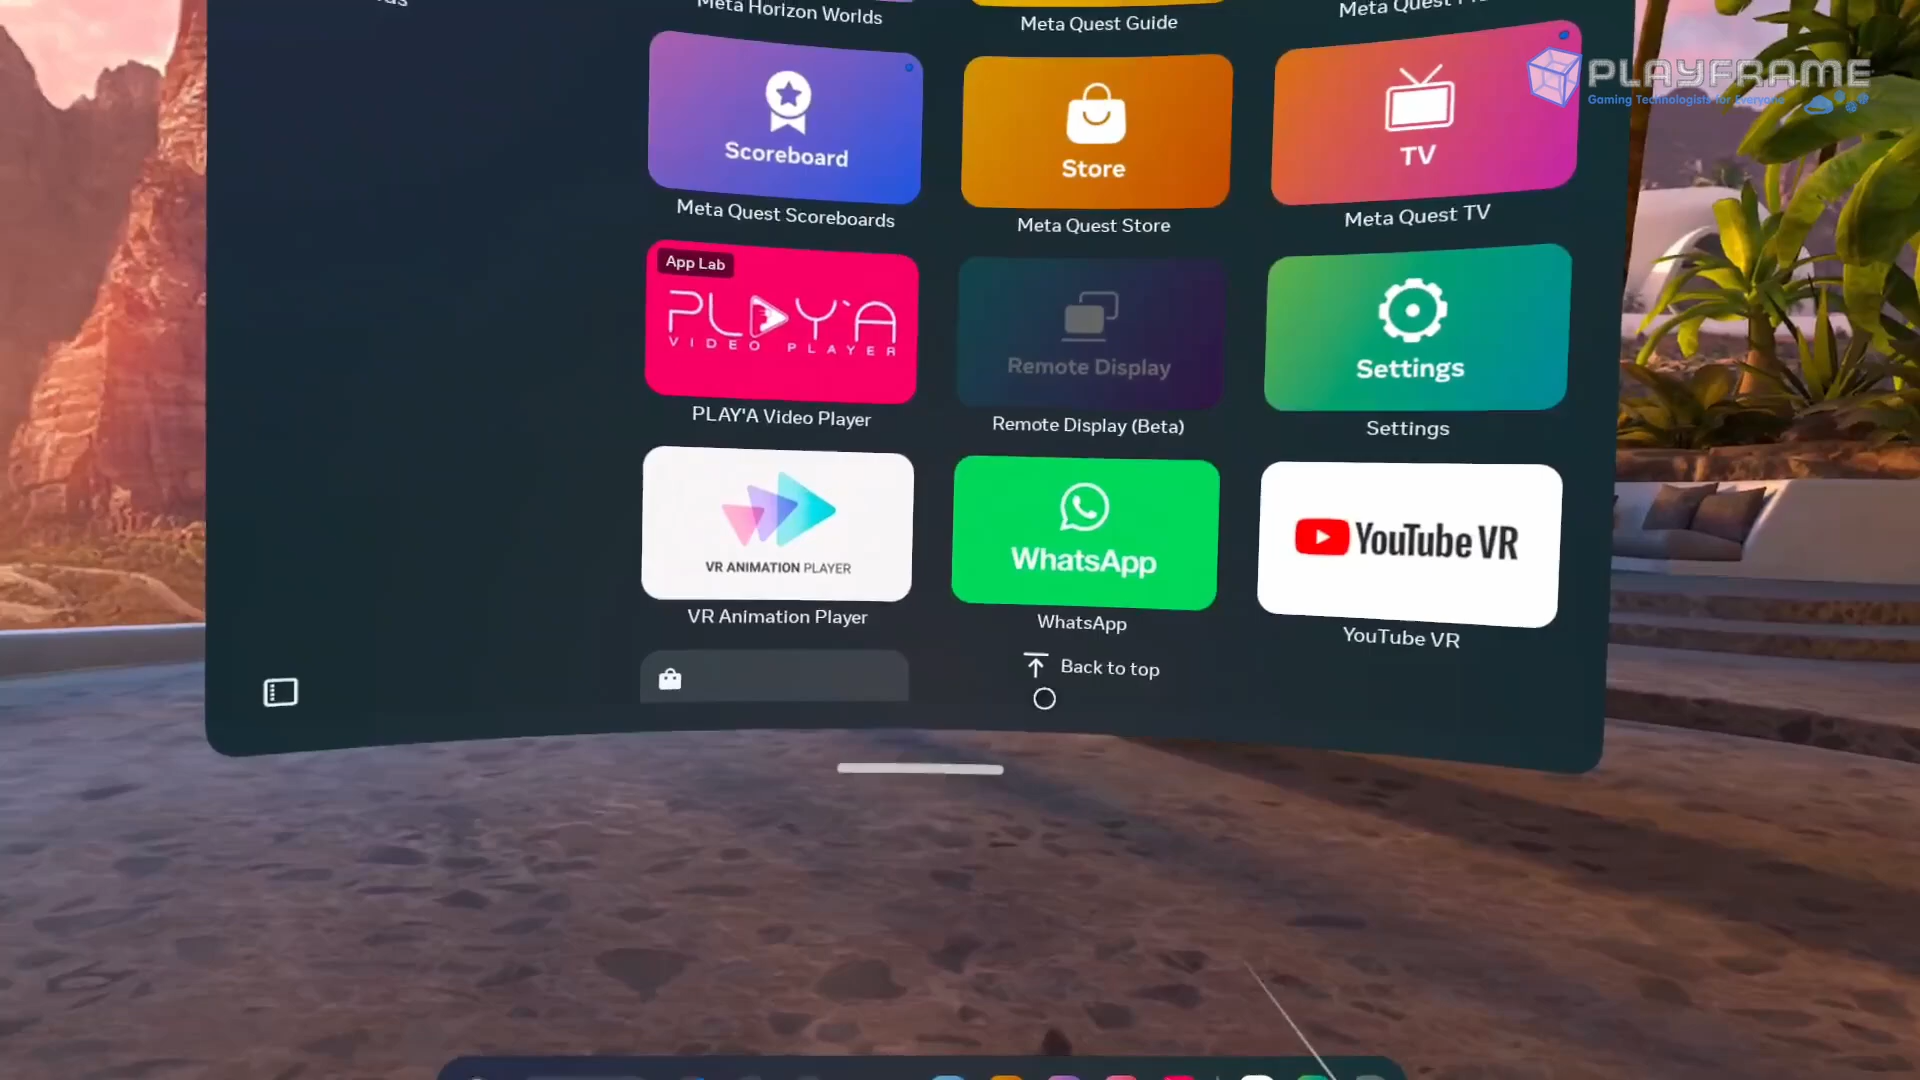 Meta Horizon Worlds
Meta Quest Guide
Meta Quest
PLAYFRAME
Gaming Technologists for Everyone
Scoreboard
Meta Quest Scoreboards
Store
Meta Quest Store
TV
Meta Quest TV
App Lab
PLAY'A
VIDEO PLAYER
PLAY'A Video Player
Remote Display
Remote Display (Beta)
Settings
Settings
VR ANIMATION PLAYER
VR Animation Player
WhatsApp
WhatsApp
YouTube VR
YouTube VR
Back to top